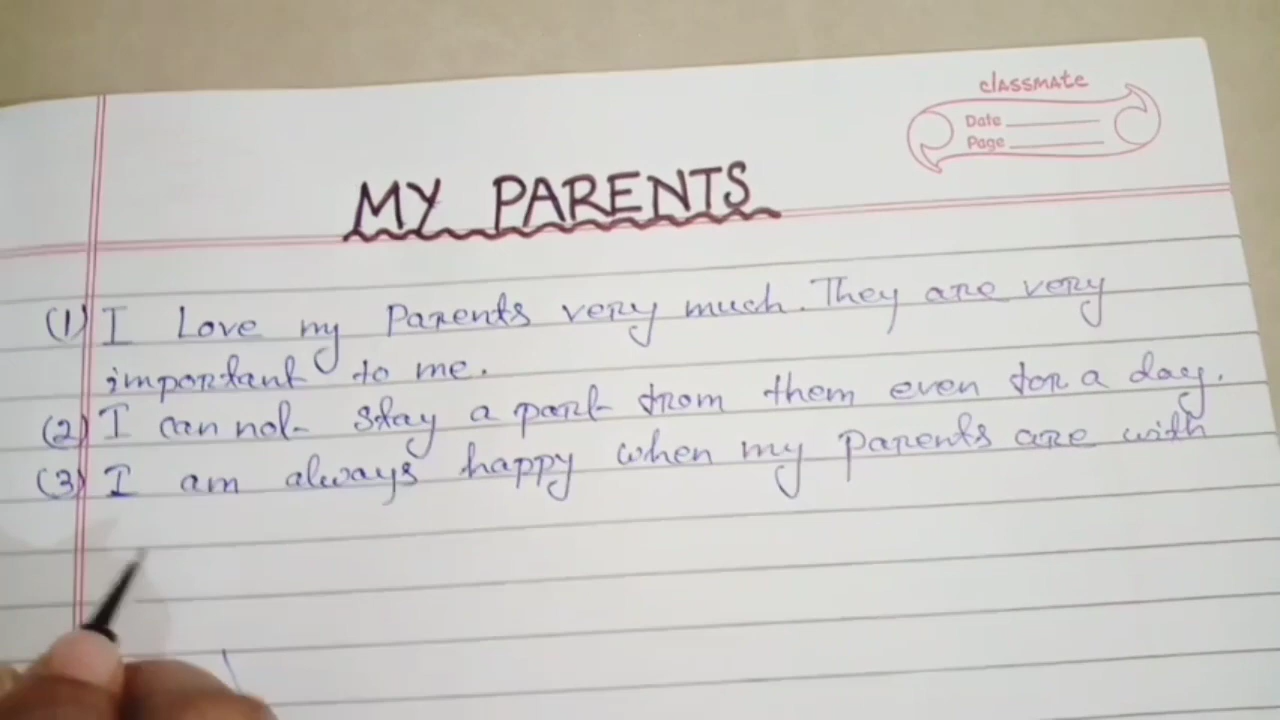 classmate
Date
Page
MY PARENTS
(1) I Love my Parents very much. They are very
important to me.
(2) I can not stay a part from them even for a day.
(3) I am always happy when my parents are with